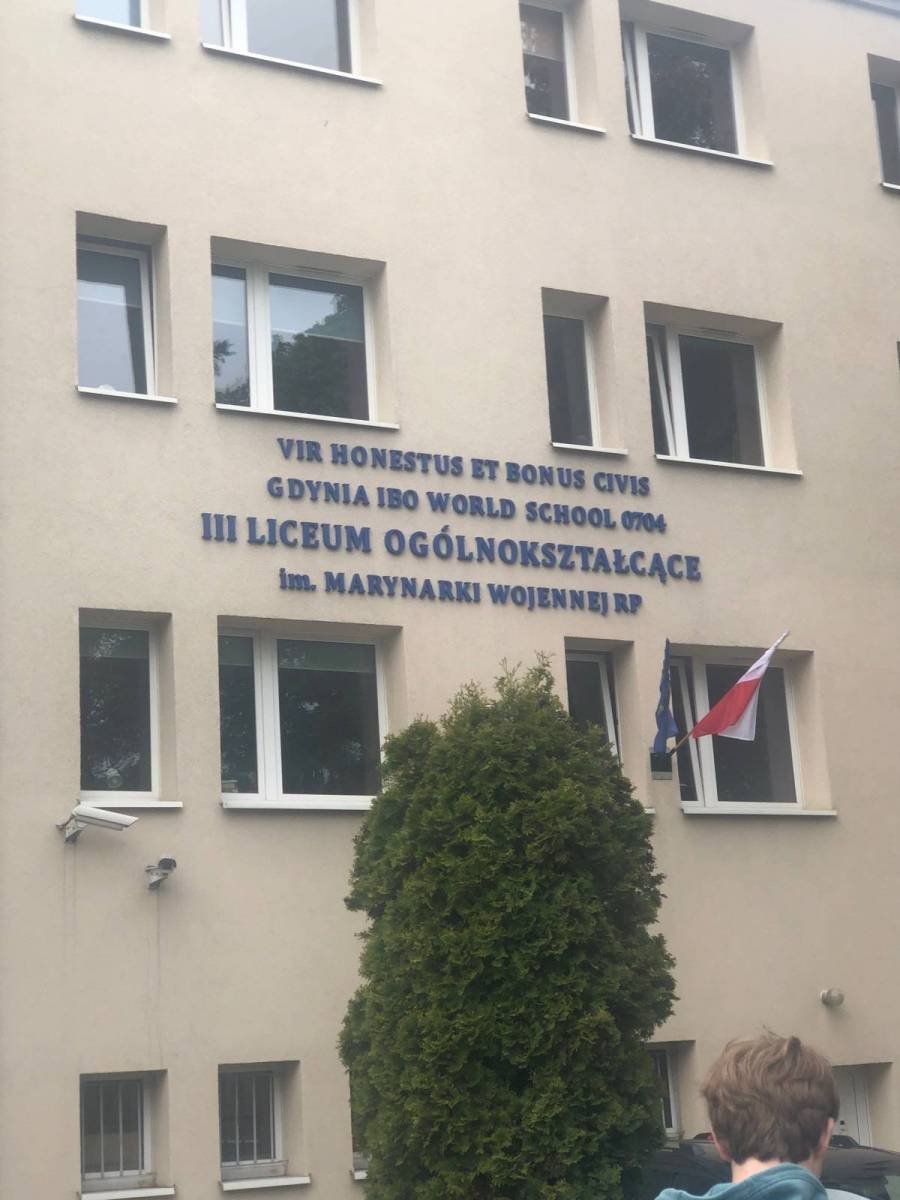 VIR HONESTUS ET BONUS CIVIS
GDYNIA IBO WORLD SCHOOL 0704
III LICEUM OGÓLNOKSZTAŁCĄCE
im. MARYNARKI WOJENNEJ RP